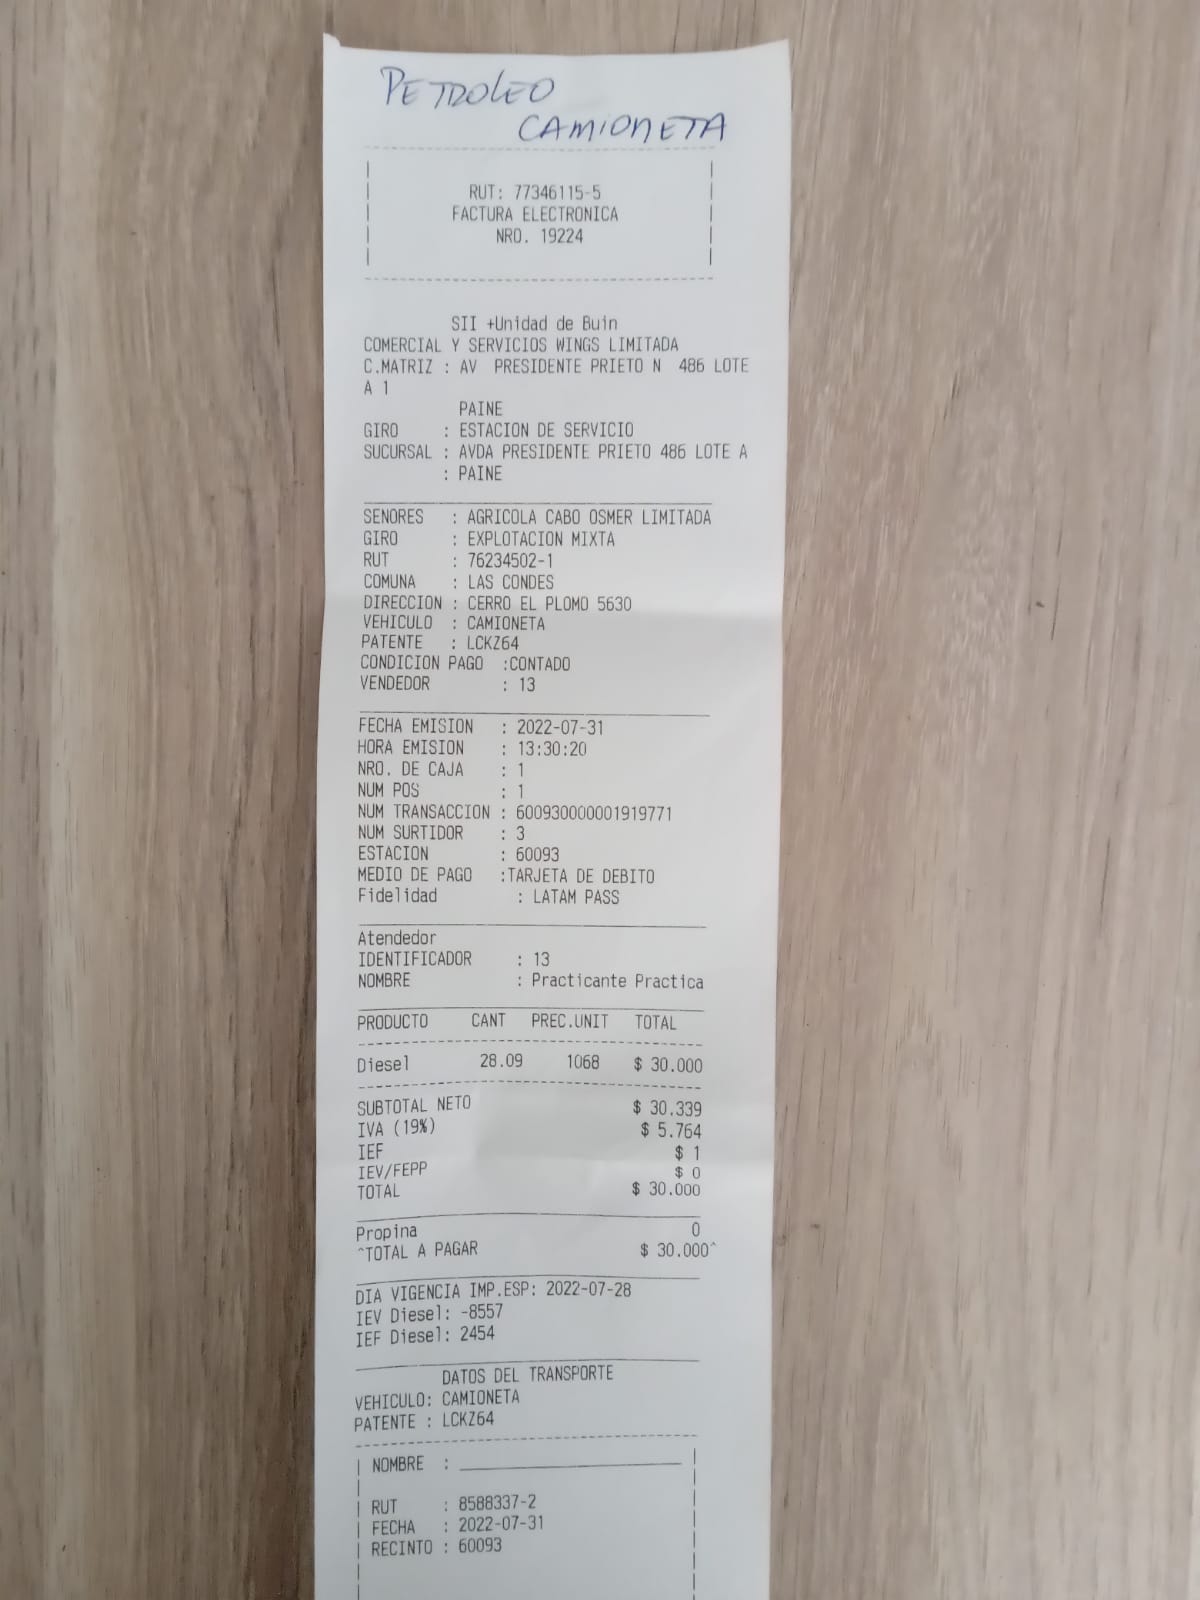 PETROLEO
CAMIONETA
RUT: 77346115-5
FACTURA ELECTRONICA
NRO. 19224
SII +Unidad de Buin
COMERCIAL Y SERVICIOS WINGS LIMITADA
C.MATRIZ : AV PRESIDENTE PRIETO N 486 LOTE
A 1
PAINE
GIRO : ESTACION DE SERVICIO
SUCURSAL : AVDA PRESIDENTE PRIETO 486 LOTE A
: PAINE
SENORES : AGRICOLA CABO OSMER LIMITADA
GIRO : EXPLOTACION MIXTA
RUT : 76234502-1
COMUNA : LAS CONDES
DIRECCION : CERRO EL PLOMO 5630
VEHICULO : CAMIONETA
PATENTE : LCKZ64
CONDICION PAGO :CONTADO
VENDEDOR : 13
FECHA EMISION : 2022-07-31
HORA EMISION : 13:30:20
NRO. DE CAJA : 1
NUM POS : 1
NUM TRANSACCION : 600930000001919771
NUM SURTIDOR : 3
ESTACION : 60093
MEDIO DE PAGO :TARJETA DE DEBITO
Fidelidad : LATAM PASS
Atendedor
IDENTIFICADOR : 13
NOMBRE : Practicante Practica
PRODUCTO CANT PREC.UNIT TOTAL
Diesel 28.09 1068 $ 30.000
SUBTOTAL NETO $ 30.339
IVA (19%) $ 5.764
IEF $ 1
IEV/FEPP $ 0
TOTAL $ 30.000
Propina 0
^TOTAL A PAGAR $ 30.000^
DIA VIGENCIA IMP.ESP: 2022-07-28
IEV Diesel: -8557
IEF Diesel: 2454
DATOS DEL TRANSPORTE
VEHICULO: CAMIONETA
PATENTE : LCKZ64
NOMBRE :
RUT : 8588337-2
FECHA : 2022-07-31
RECINTO : 60093